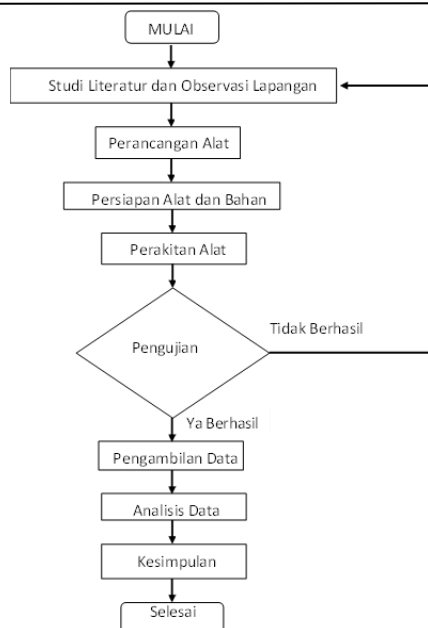 MULAI
Studi Literatur dan Observasi Lapangan
Perancangan Alat
Persiapan Alat dan Bahan
Perakitan Alat
Pengujian
Tidak Berhasil
Ya Berhasil
Pengambilan Data
Analisis Data
Kesimpulan
Selesai